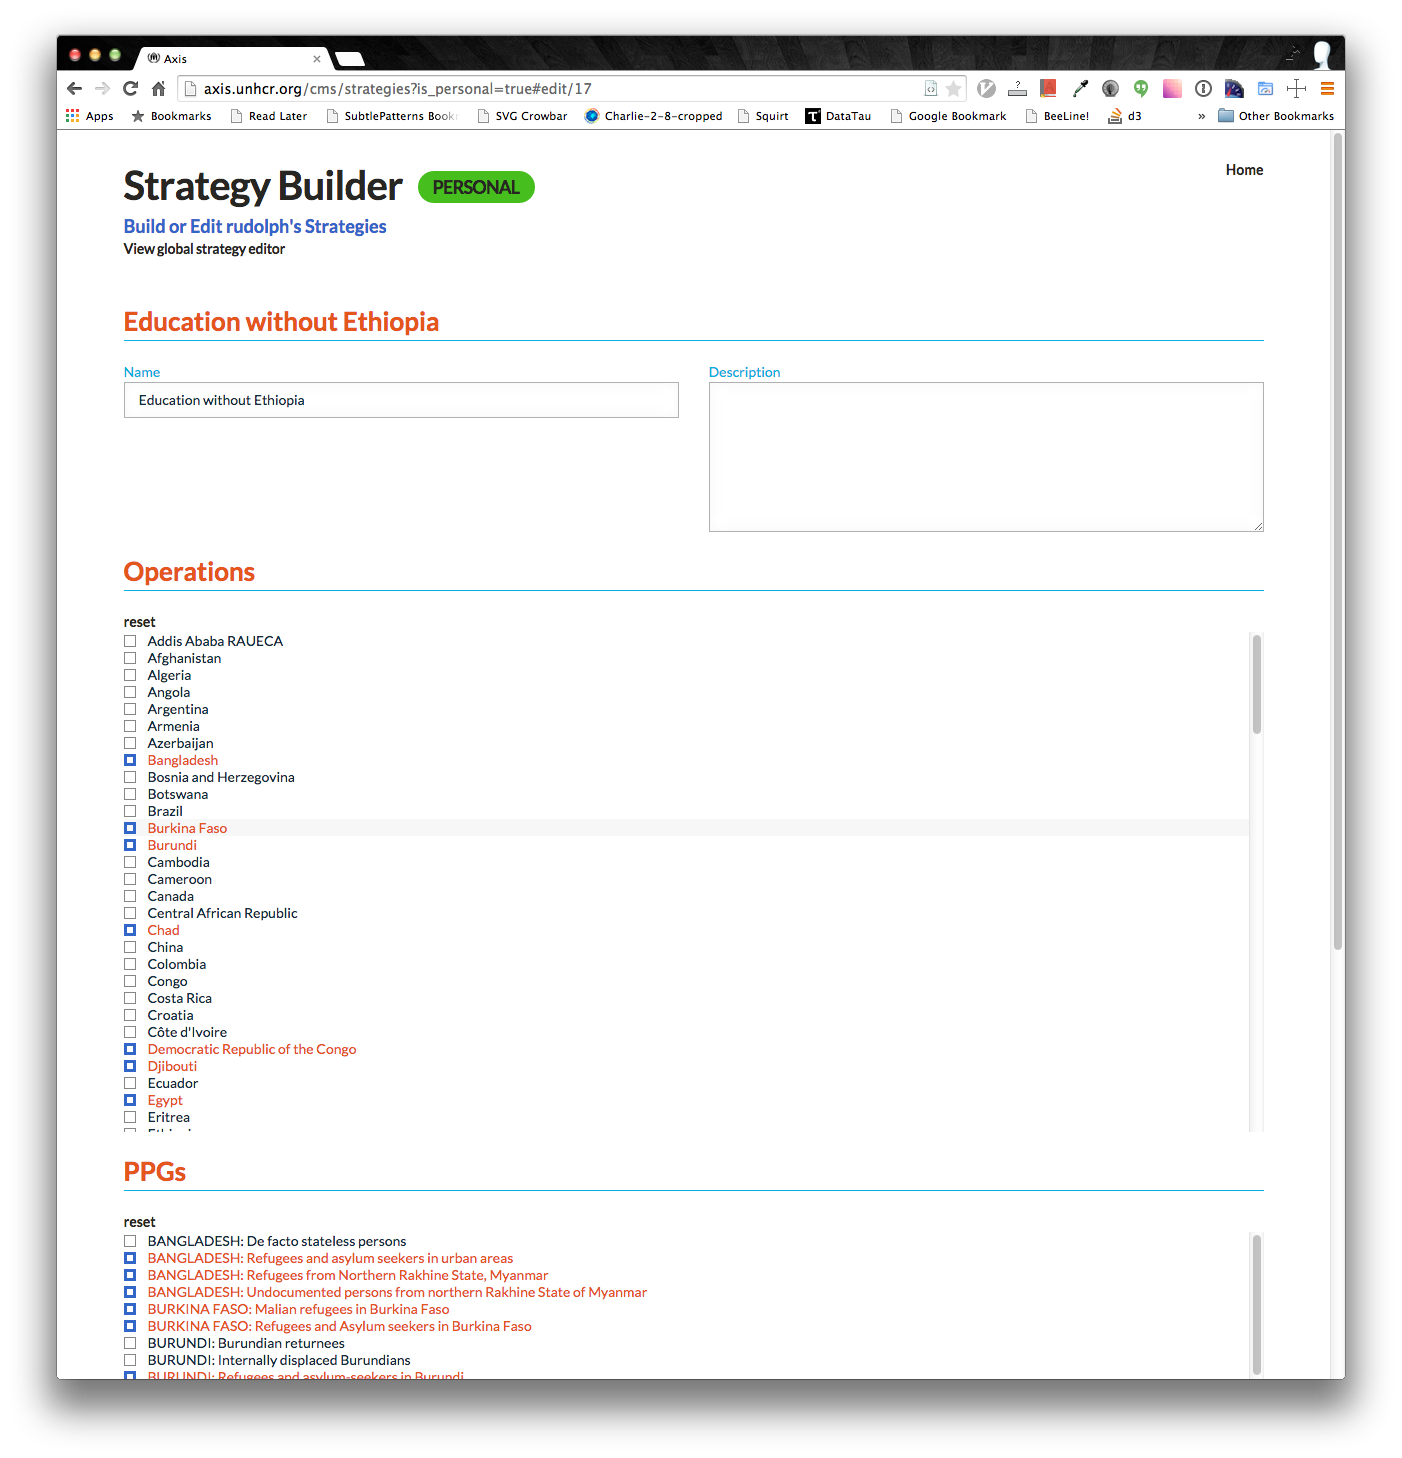 Axis
axis.unhcr.org/cms/strategies?is_personal=true#edit/17
Apps Bookmarks Read Later SubtlePatterns Book SVG Crowbar Charlie-2-8-cropped Squirt DataTau Google Bookmark BeeLine! d3 » Other Bookmarks
Home
Strategy Builder PERSONAL
Build or Edit rudolph's Strategies
View global strategy editor
Education without Ethiopia
Name
Education without Ethiopia
Description
Operations
reset
Addis Ababa RAUECA
Afghanistan
Algeria
Angola
Argentina
Armenia
Azerbaijan
Bangladesh
Bosnia and Herzegovina
Botswana
Brazil
Burkina Faso
Burundi
Cambodia
Cameroon
Canada
Central African Republic
Chad
China
Colombia
Congo
Costa Rica
Croatia
Côte d'Ivoire
Democratic Republic of the Congo
Djibouti
Ecuador
Egypt
Eritrea
PPGs
reset
BANGLADESH: De facto stateless persons
BANGLADESH: Refugees and asylum seekers in urban areas
BANGLADESH: Refugees from Northern Rakhine State, Myanmar
BANGLADESH: Undocumented persons from northern Rakhine State of Myanmar
BURKINA FASO: Malian refugees in Burkina Faso
BURKINA FASO: Refugees and Asylum seekers in Burkina Faso
BURUNDI: Burundian returnees
BURUNDI: Internally displaced Burundians
BURUNDI: Refugees and asylum-seekers in Burundi